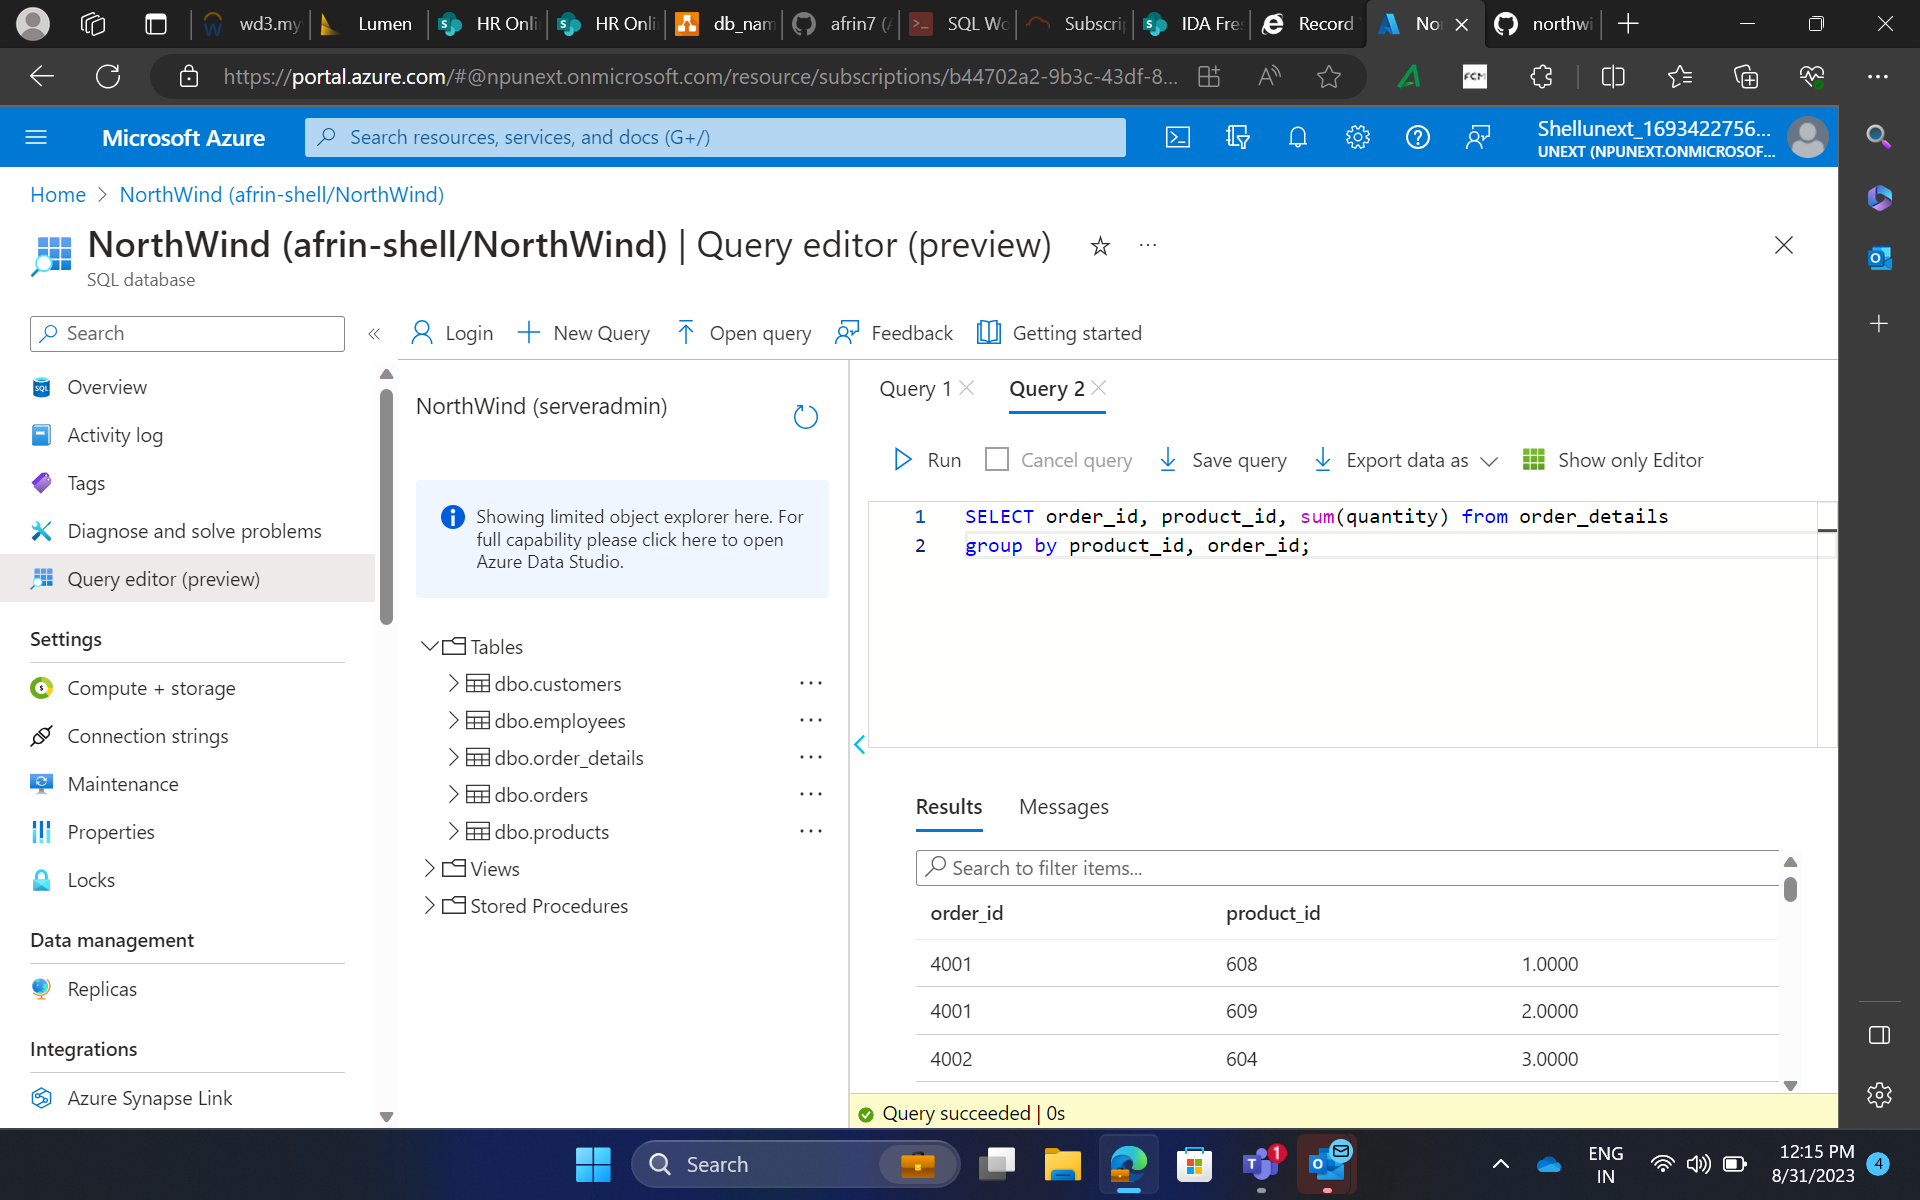 wd3.my
Lumen
HR Onli
HR Onli
db_nam
afrin7 (A
SQL Wo
Subscrip
IDA Fres
Record
No
northwi
https://portal.azure.com/#@npunext.onmicrosoft.com/resource/subscriptions/b44702a2-9b3c-43df-8...
FCM
Microsoft Azure
Search resources, services, and docs (G+/)
Shellunext_1693422756...
UNEXT (NPUNEXT.ONMICROSOF...
Home > NorthWind (afrin-shell/NorthWind)
NorthWind (afrin-shell/NorthWind) | Query editor (preview)
SQL database
Search
Login
New Query
Open query
Feedback
Getting started
Overview
Activity log
Tags
Diagnose and solve problems
Query editor (preview)
Settings
Compute + storage
Connection strings
Maintenance
Properties
Locks
Data management
Replicas
Integrations
Azure Synapse Link
NorthWind (serveradmin)
Showing limited object explorer here. For
full capability please click here to open
Azure Data Studio.
Tables
dbo.customers
dbo.employees
dbo.order_details
dbo.orders
dbo.products
Views
Stored Procedures
Query 1
Query 2
Run
Cancel query
Save query
Export data as
Show only Editor
1 SELECT order_id, product_id, sum(quantity) from order_details
2 group by product_id, order_id;
Results
Messages
Search to filter items...
order_id product_id
4001 608 1.0000
4001 609 2.0000
4002 604 3.0000
Query succeeded | 0s
Search
1
ENG
IN
12:15 PM
8/31/2023
4